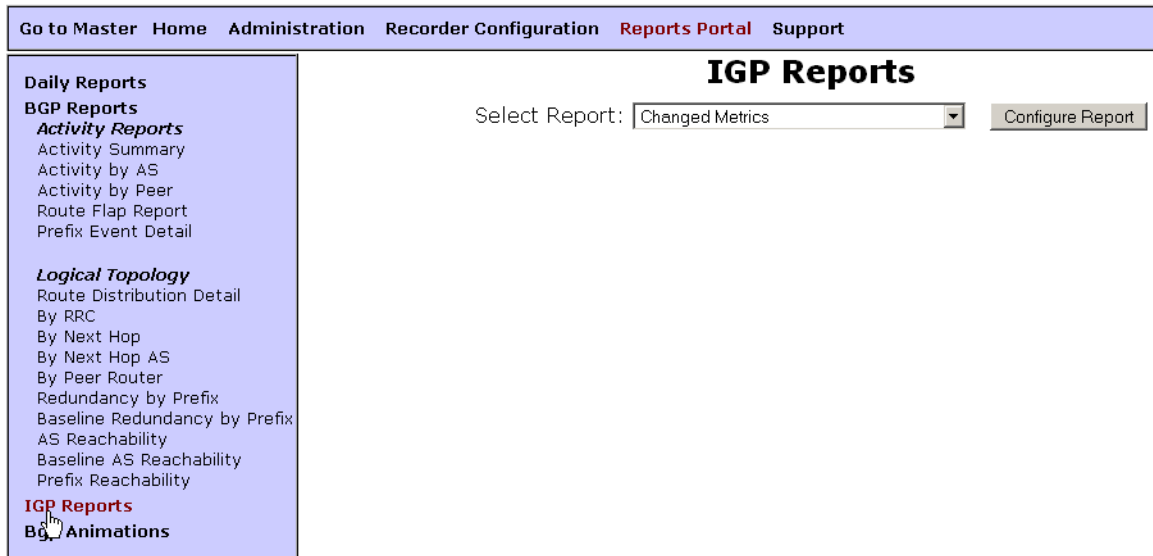 Go to Master Home Administration Recorder Configuration Reports Portal Support
Daily Reports
BGP Reports
Activity Reports
Activity Summary
Activity by AS
Activity by Peer
Route Flap Report
Prefix Event Detail
Logical Topology
Route Distribution Detail
By RRC
By Next Hop
By Next Hop AS
By Peer Router
Redundancy by Prefix
Baseline Redundancy by Prefix
AS Reachability
Baseline AS Reachability
Prefix Reachability
IGP Reports
Bgp Animations
IGP Reports
Select Report: Changed Metrics Configure Report